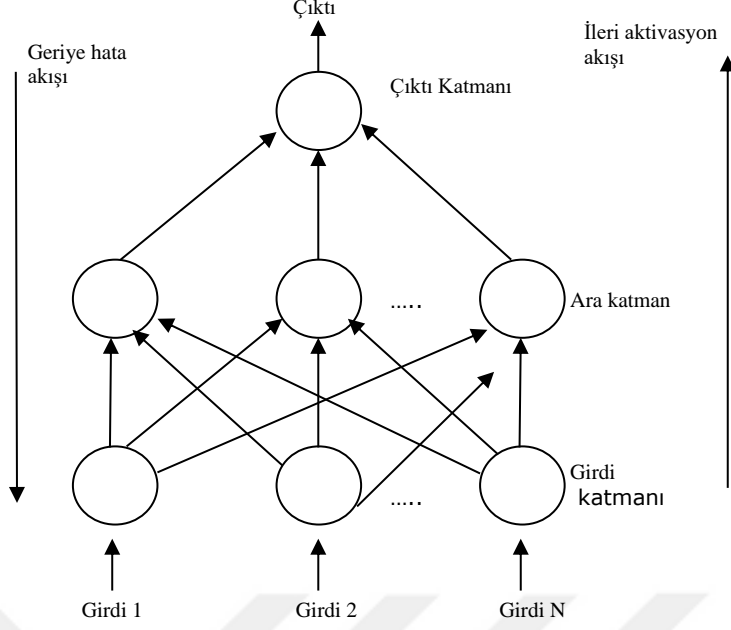 Çıktı
Geriye hata
akışı
İleri aktivasyon
akışı
Çıktı Katmanı
.....
Ara katman
.....
Girdi
katmanı
Girdi 1
Girdi 2
Girdi N